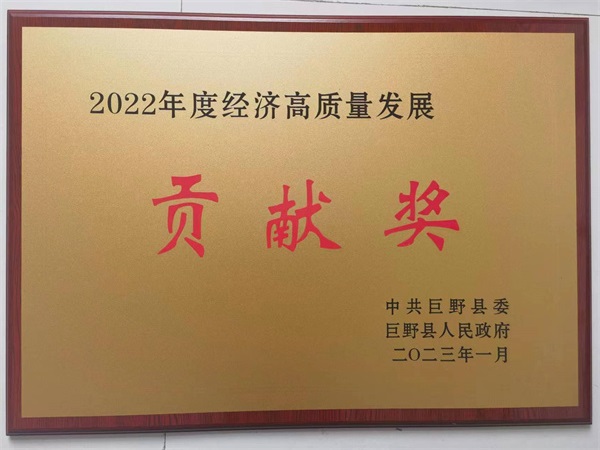 2022年度经济高质量发展
贡献奖
中共巨野县委
巨野县人民政府
二〇二三年一月